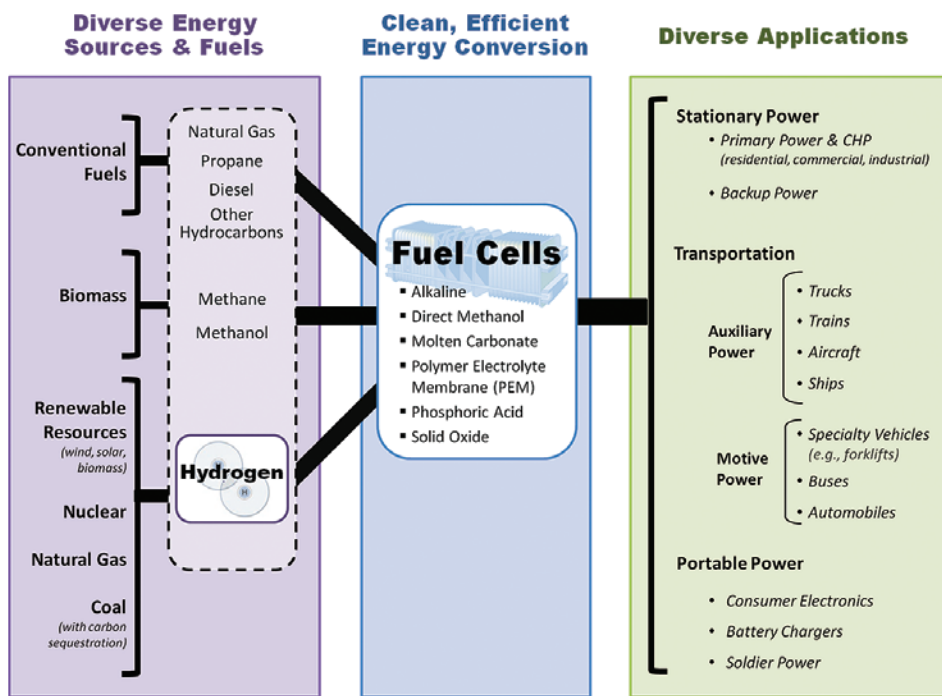 Diverse Energy
Sources & Fuels
Clean, Efficient
Energy Conversion
Diverse Applications
Conventional
Fuels
Biomass
Renewable
Resources
(wind, solar,
biomass)
Nuclear
Natural Gas
Coal
(with carbon
sequestration)
Natural Gas
Propane
Diesel
Other
Hydrocarbons
Methane
Methanol
Hydrogen
H
H
Fuel Cells
▪ Alkaline
▪ Direct Methanol
▪ Molten Carbonate
▪ Polymer Electrolyte
Membrane (PEM)
▪ Phosphoric Acid
▪ Solid Oxide
Stationary Power
• Primary Power & CHP
(residential, commercial, industrial)
• Backup Power
Transportation
Auxiliary
Power
• Trucks
• Trains
• Aircraft
• Ships
Motive
Power
• Specialty Vehicles
(e.g., forklifts)
• Buses
• Automobiles
Portable Power
• Consumer Electronics
• Battery Chargers
• Soldier Power